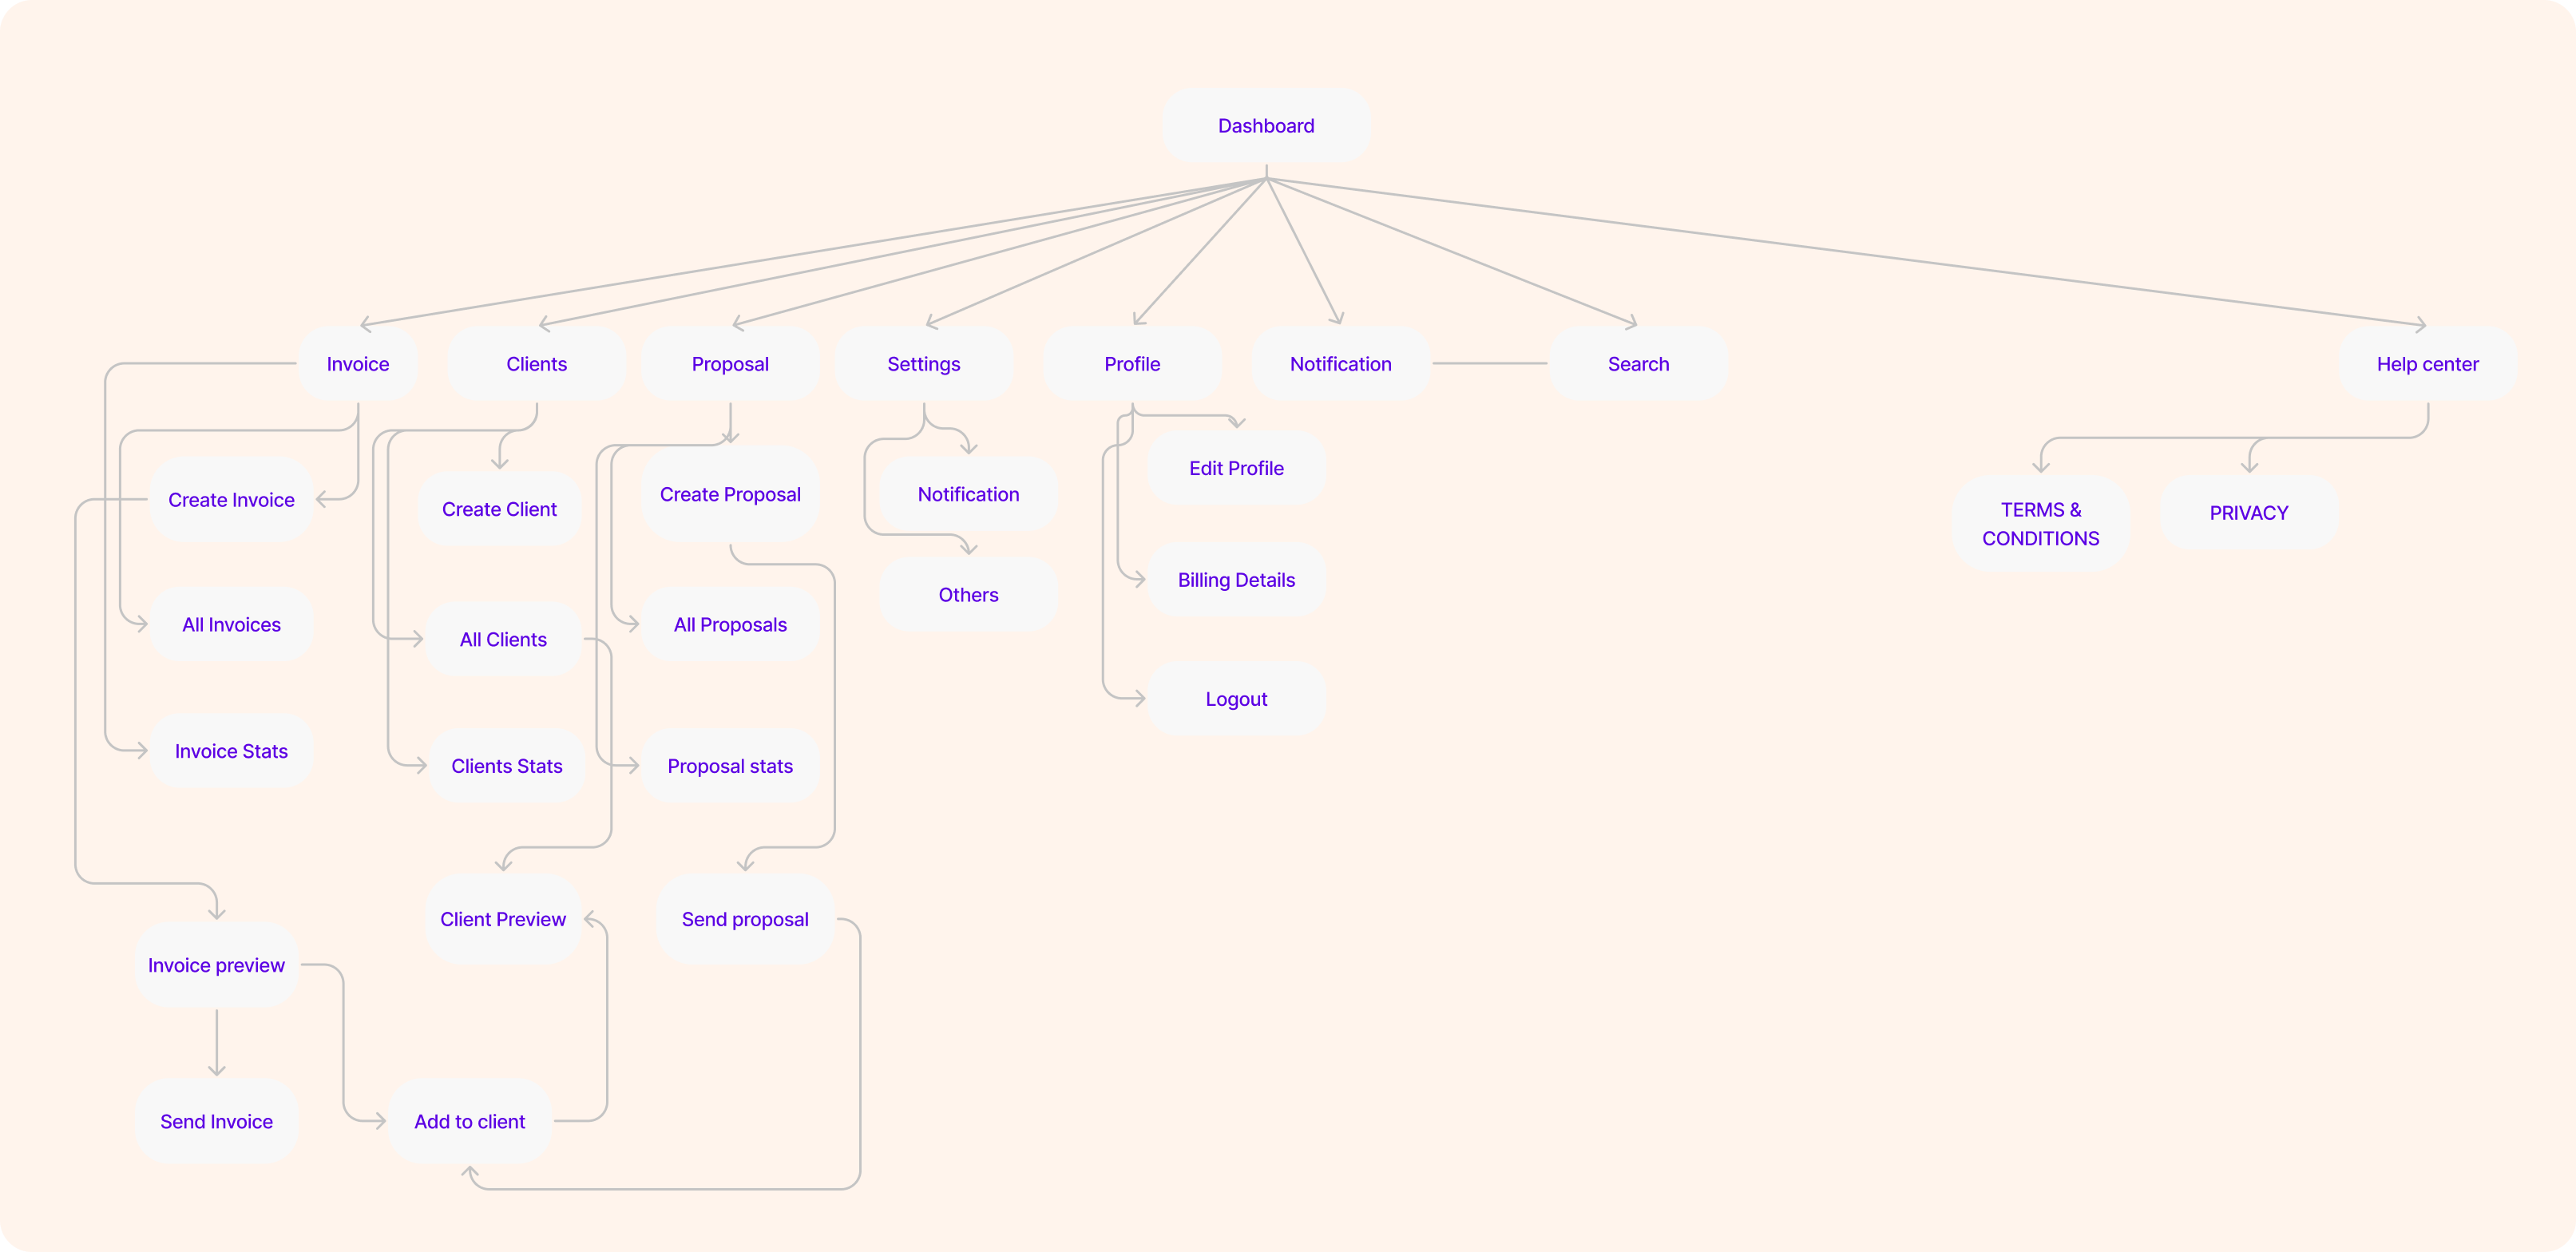 Dashboard
Invoice
Clients
Proposal
Settings
Profile
Notification
Search
Help center
Create Invoice
Create Client
Create Proposal
Notification
Edit Profile
TERMS &
CONDITIONS
PRIVACY
All Invoices
All Clients
All Proposals
Others
Billing Details
Invoice Stats
Clients Stats
Proposal stats
Logout
Client Preview
Send proposal
Invoice preview
Send Invoice
Add to client